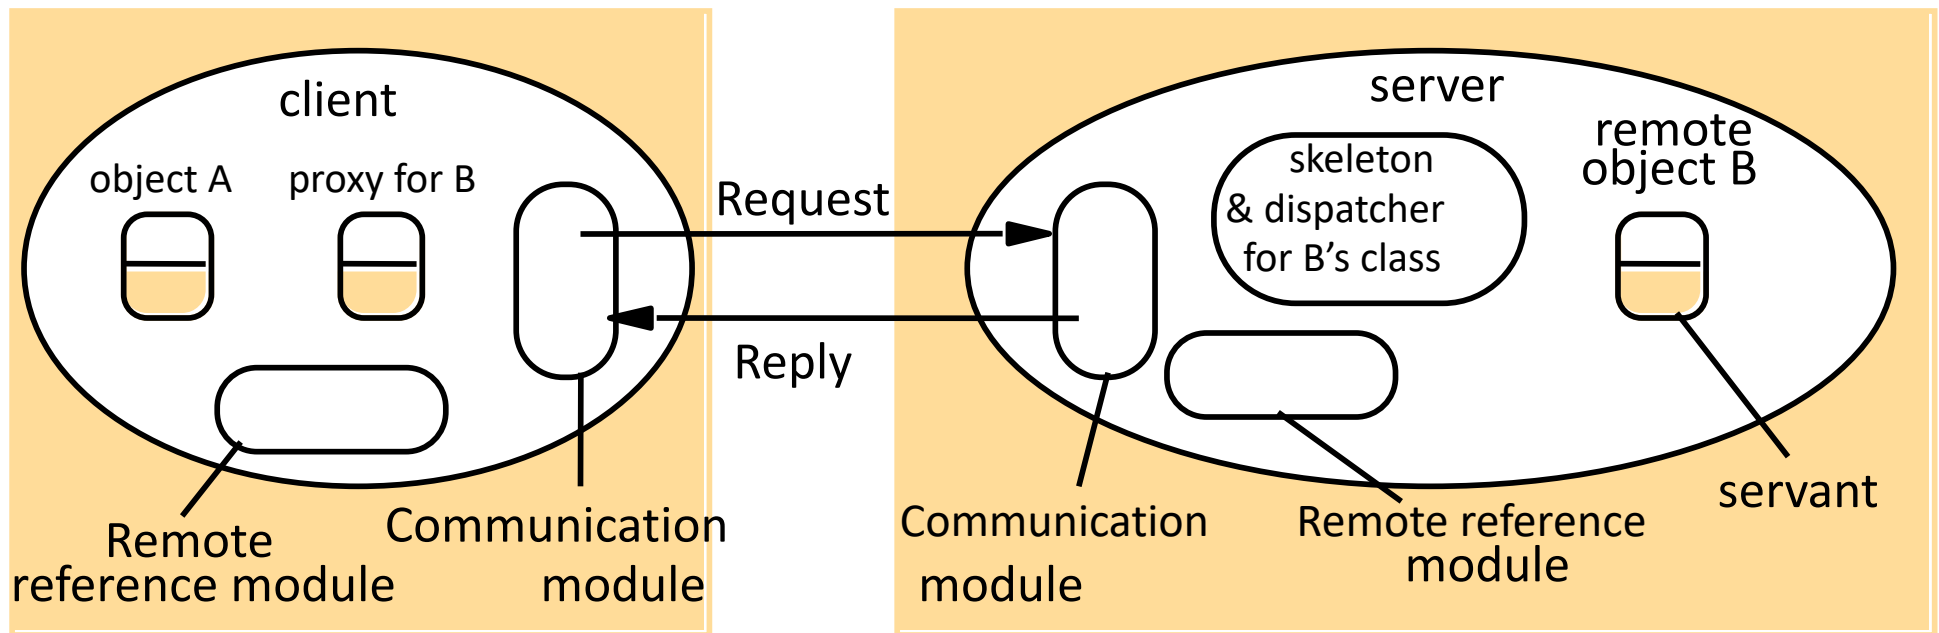 client
object A
proxy for B
Remote
reference module
Communication
module
Request
Reply
server
skeleton
& dispatcher
for B’s class
remote
object B
Communication
module
Remote reference
module
servant